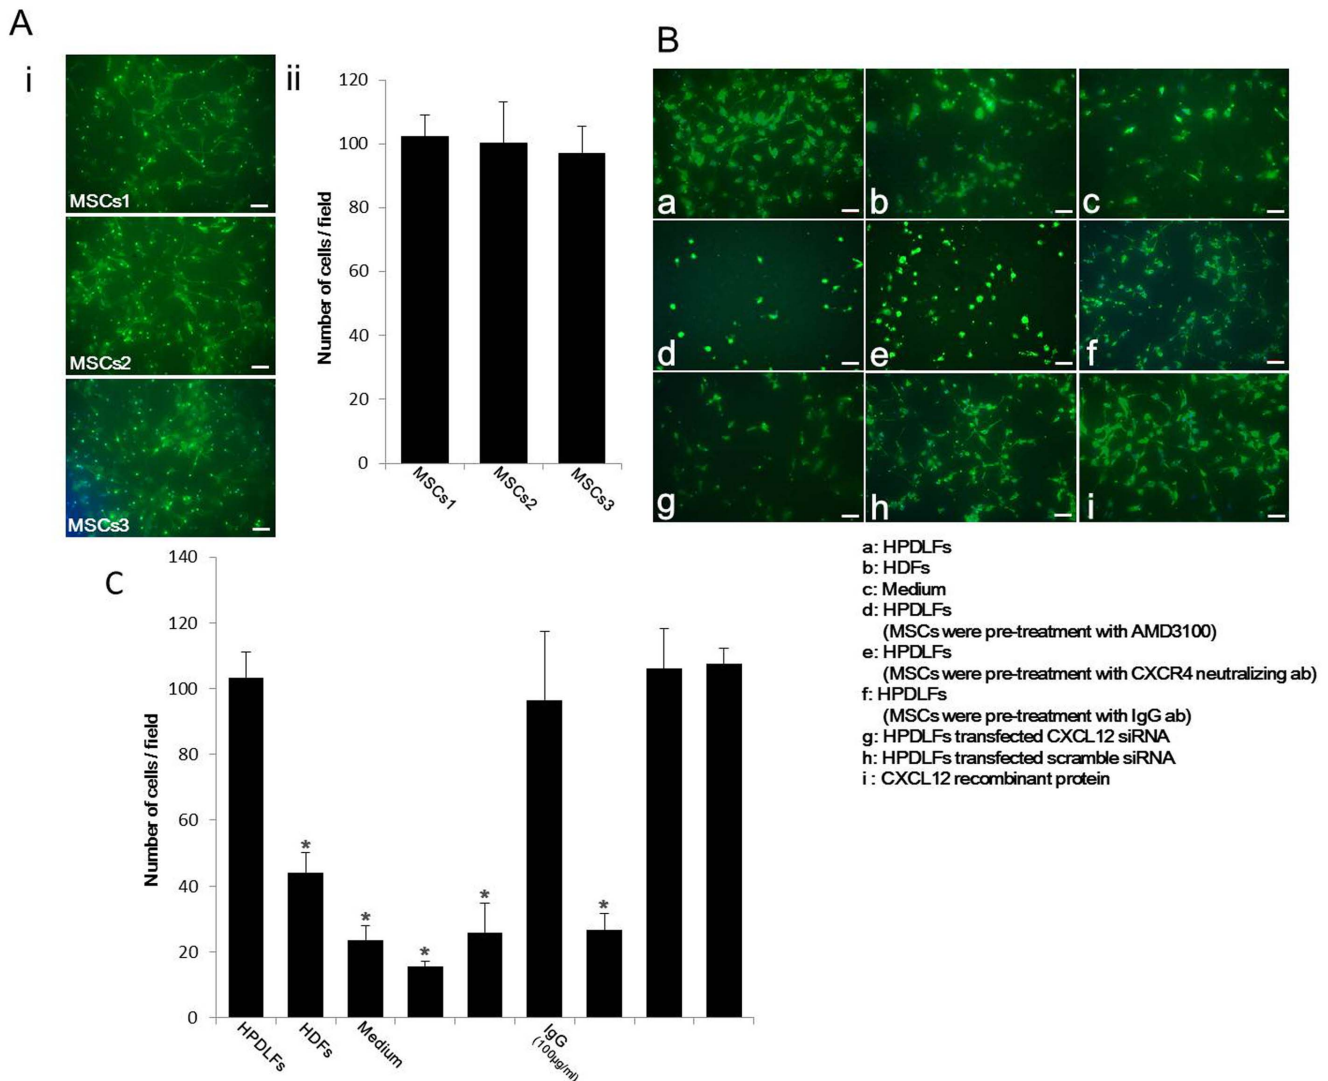 A
i
MSCs1
MSCs2
MSCs3
ii
120
100
80
60
40
20
0
Number of cells / field
MSCs1
MSCs2
MSCs3
B
a
b
c
d
e
f
g
h
i
a: HPDLFs
b: HDFs
c: Medium
d: HPDLFs
(MSCs were pre-treatment with AMD3100)
e: HPDLFs
(MSCs were pre-treatment with CXCR4 neutralizing ab)
f: HPDLFs
(MSCs were pre-treatment with IgG ab)
g: HPDLFs transfected CXCL12 siRNA
h: HPDLFs transfected scramble siRNA
i : CXCL12 recombinant protein
C
140
120
100
80
60
40
20
0
Number of cells / field
*
*
*
*
*
HPDLFs
HDFs
Medium
IgG
(100μg/ml)